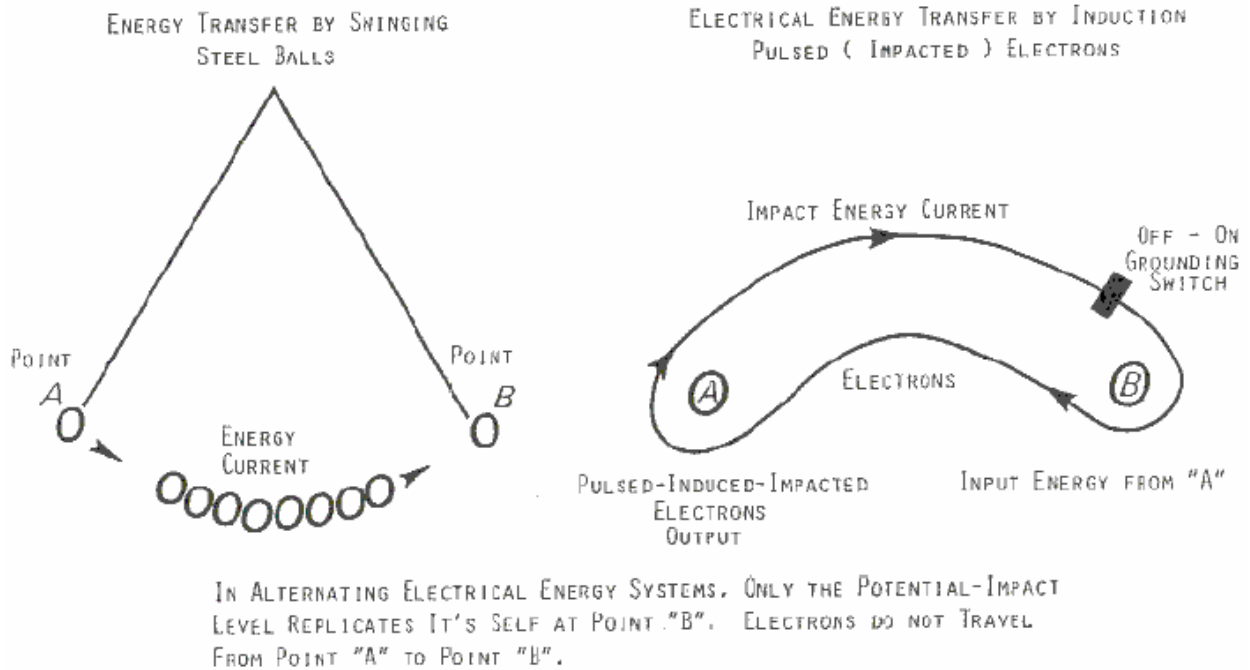 ENERGY TRANSFER BY SWINGING
STEEL BALLS
ELECTRICAL ENERGY TRANSFER BY INDUCTION
PULSED ( IMPACTED ) ELECTRONS
POINT
A
POINT
B
ENERGY
CURRENT
IMPACT ENERGY CURRENT
OFF - ON
GROUNDING
SWITCH
A
ELECTRONS
B
PULSED-INDUCED-IMPACTED
ELECTRONS
OUTPUT
INPUT ENERGY FROM "A"
IN ALTERNATING ELECTRICAL ENERGY SYSTEMS, ONLY THE POTENTIAL-IMPACT
LEVEL REPLICATES IT'S SELF AT POINT "B". ELECTRONS DO NOT TRAVEL
FROM POINT "A" TO POINT "B".